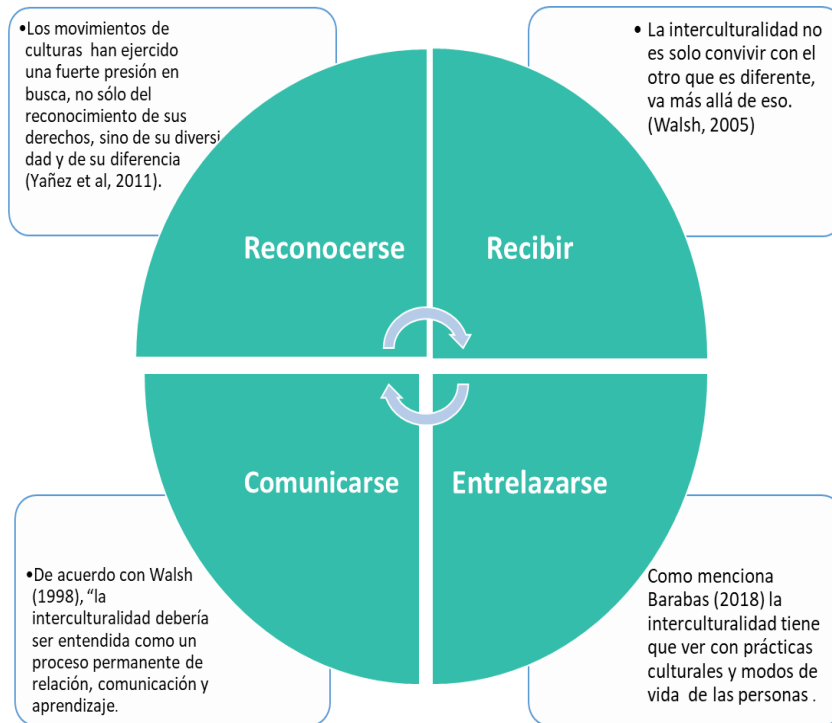 •Los movimientos de
culturas han ejercido
una fuerte presión en
busca, no sólo del
reconocimiento de sus
derechos, sino de su diversi
dad y de su diferencia
(Yañez et al, 2011).
• La interculturalidad no
es solo convivir con el
otro que es diferente,
va más allá de eso.
(Walsh, 2005)
Reconocerse
Recibir
Comunicarse
Entrelazarse
•De acuerdo con Walsh
(1998), “la
interculturalidad debería
ser entendida como un
proceso permanente de
relación, comunicación y
aprendizaje.
Como menciona
Barabas (2018) la
interculturalidad tiene
que ver con prácticas
culturales y modos de
vida de las personas .